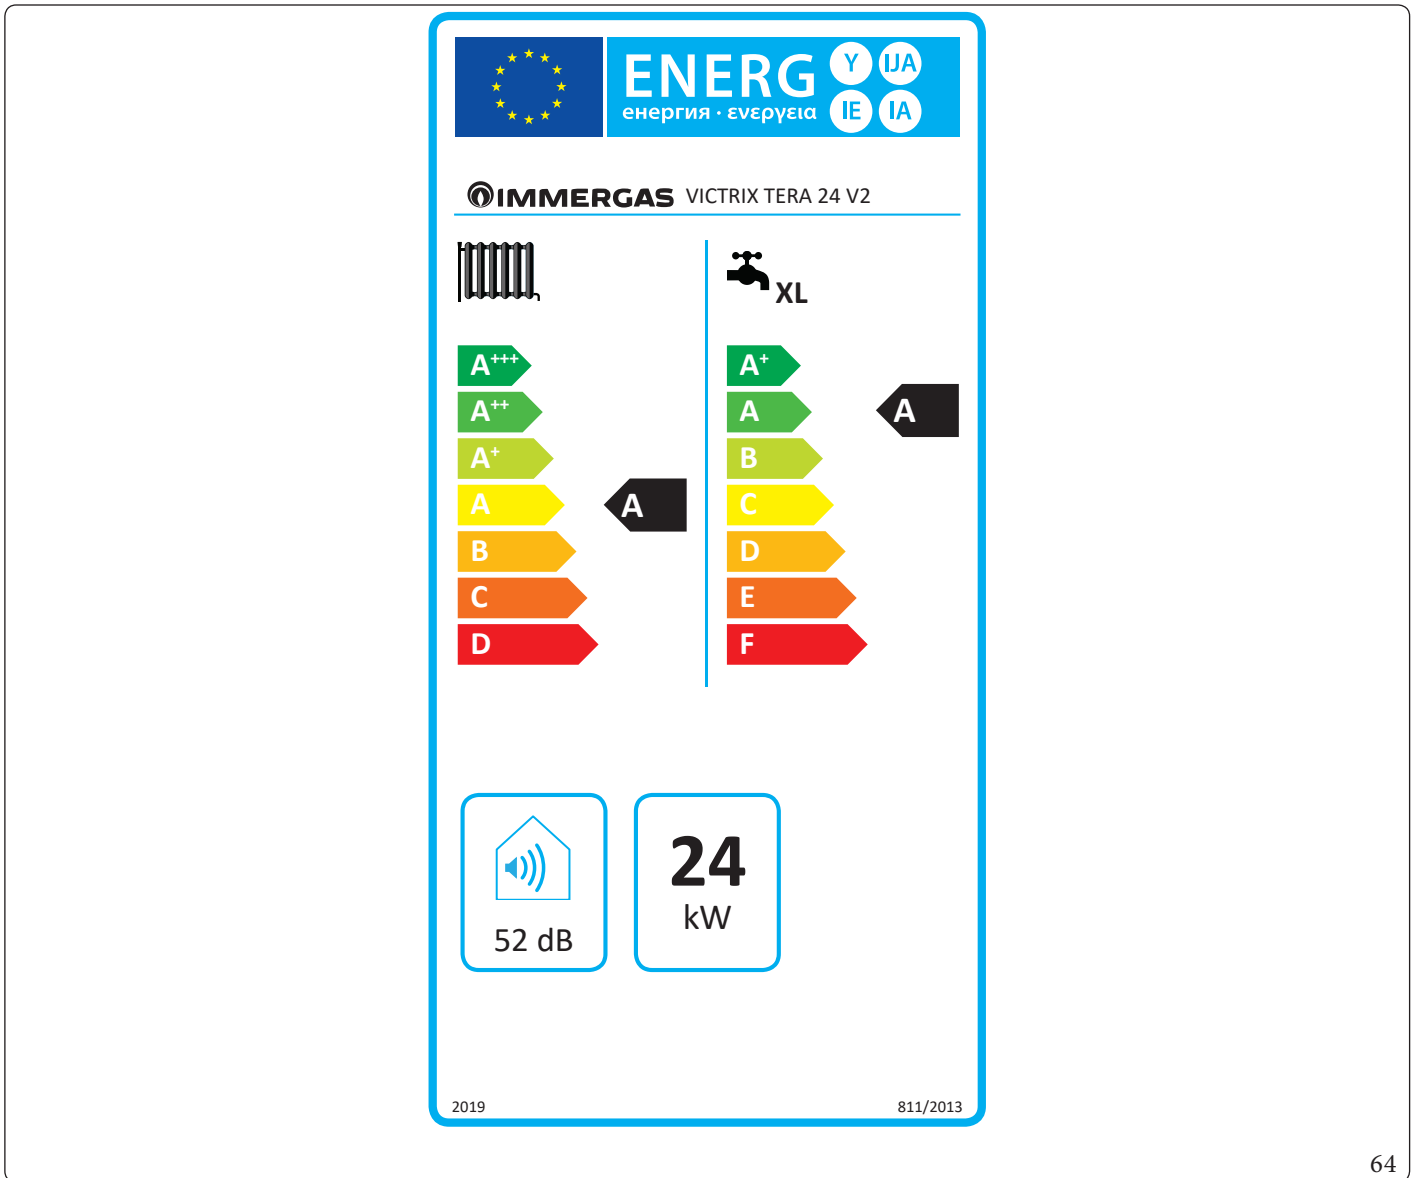 ENERG
енергия · ενεργεια
Y IJA
IE IA
IMMERGAS VICTRIX TERA 24 V2
XL
A+++
A++
A+
A
B
C
D
A
A+
A
B
C
D
E
F
A
52 dB
24
kW
2019
811/2013
64